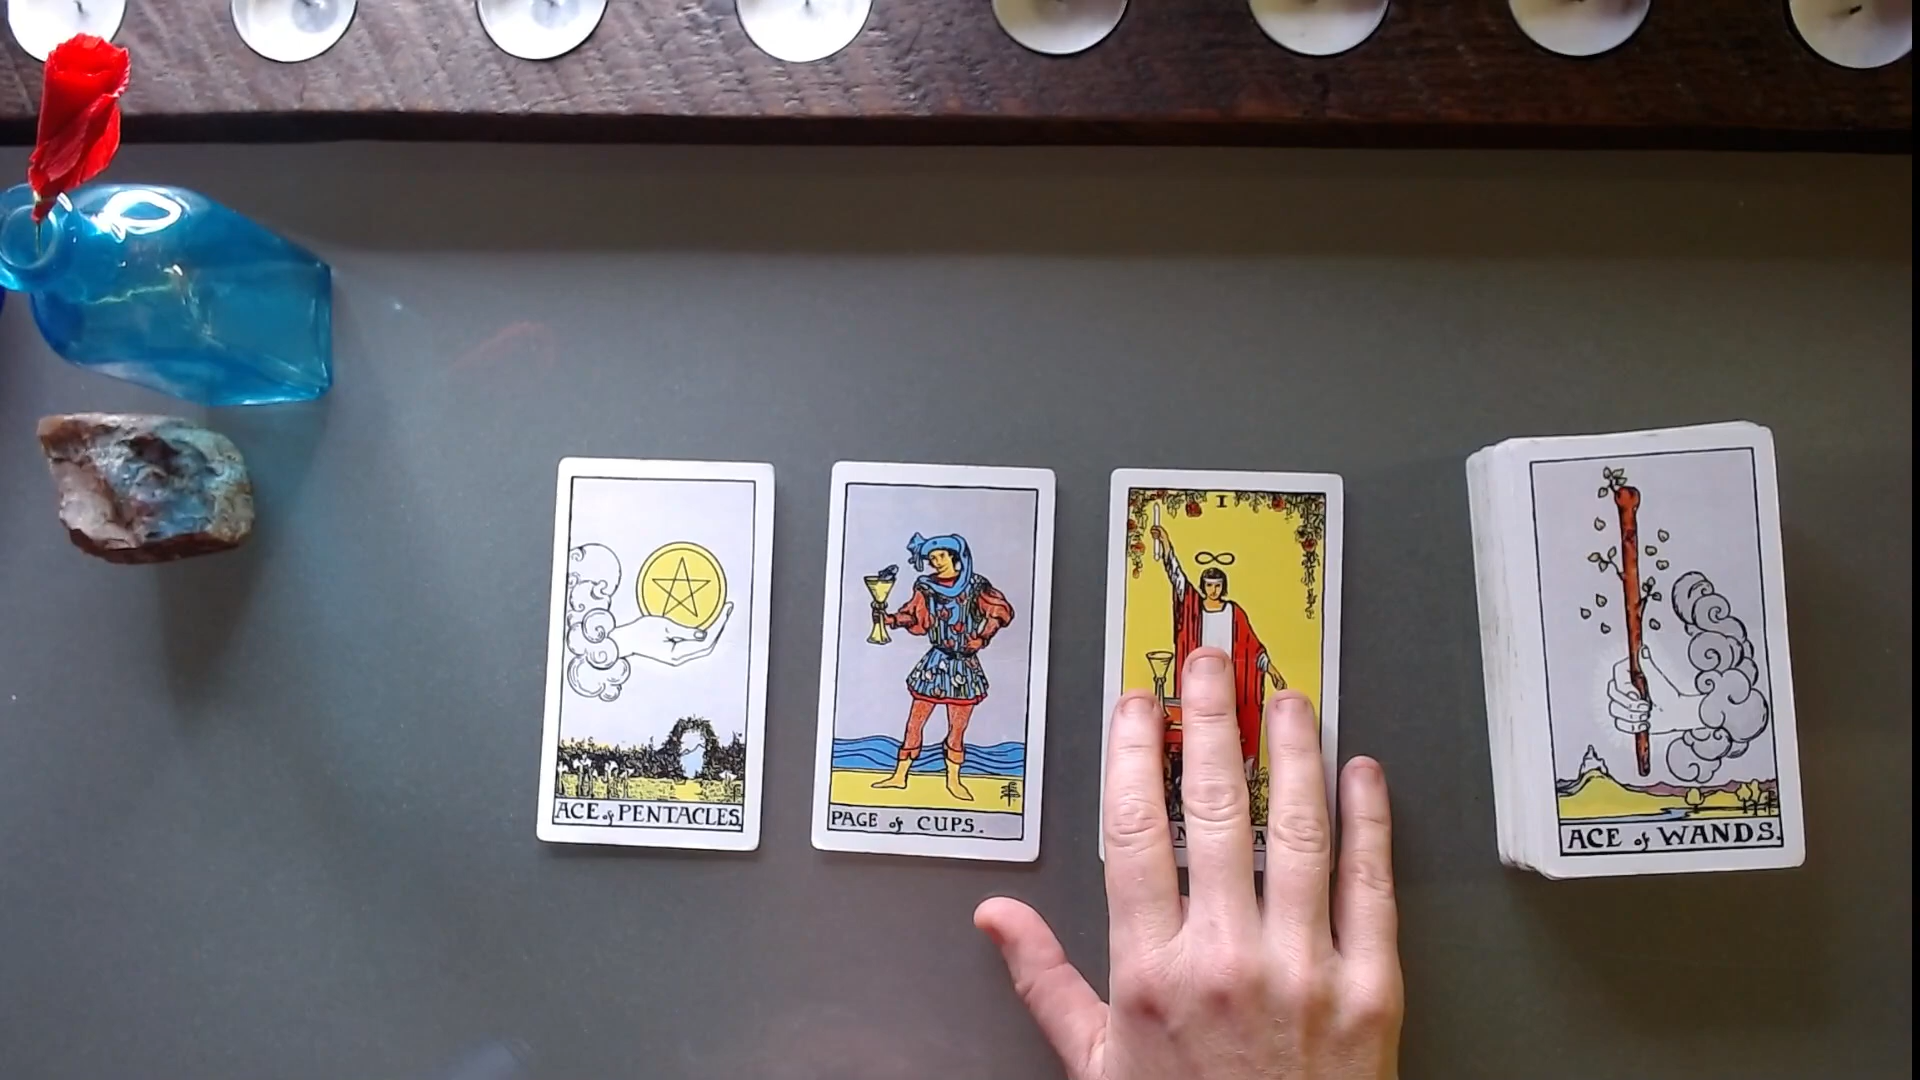 ACE of PENTACLES.
PAGE of CUPS.
I
ACE of WANDS.